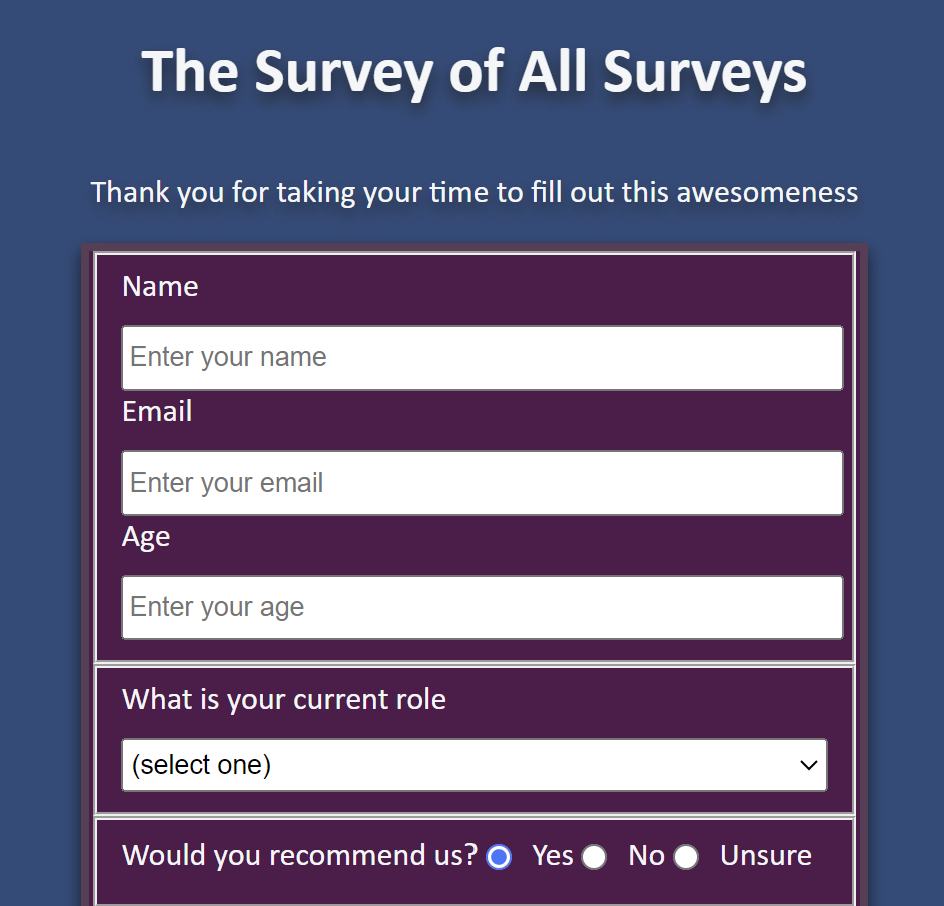 The Survey of All Surveys
Thank you for taking your time to fill out this awesomeness
Name
Enter your name
Email
Enter your email
Age
Enter your age
What is your current role
(select one)
Would you recommend us? Yes No Unsure